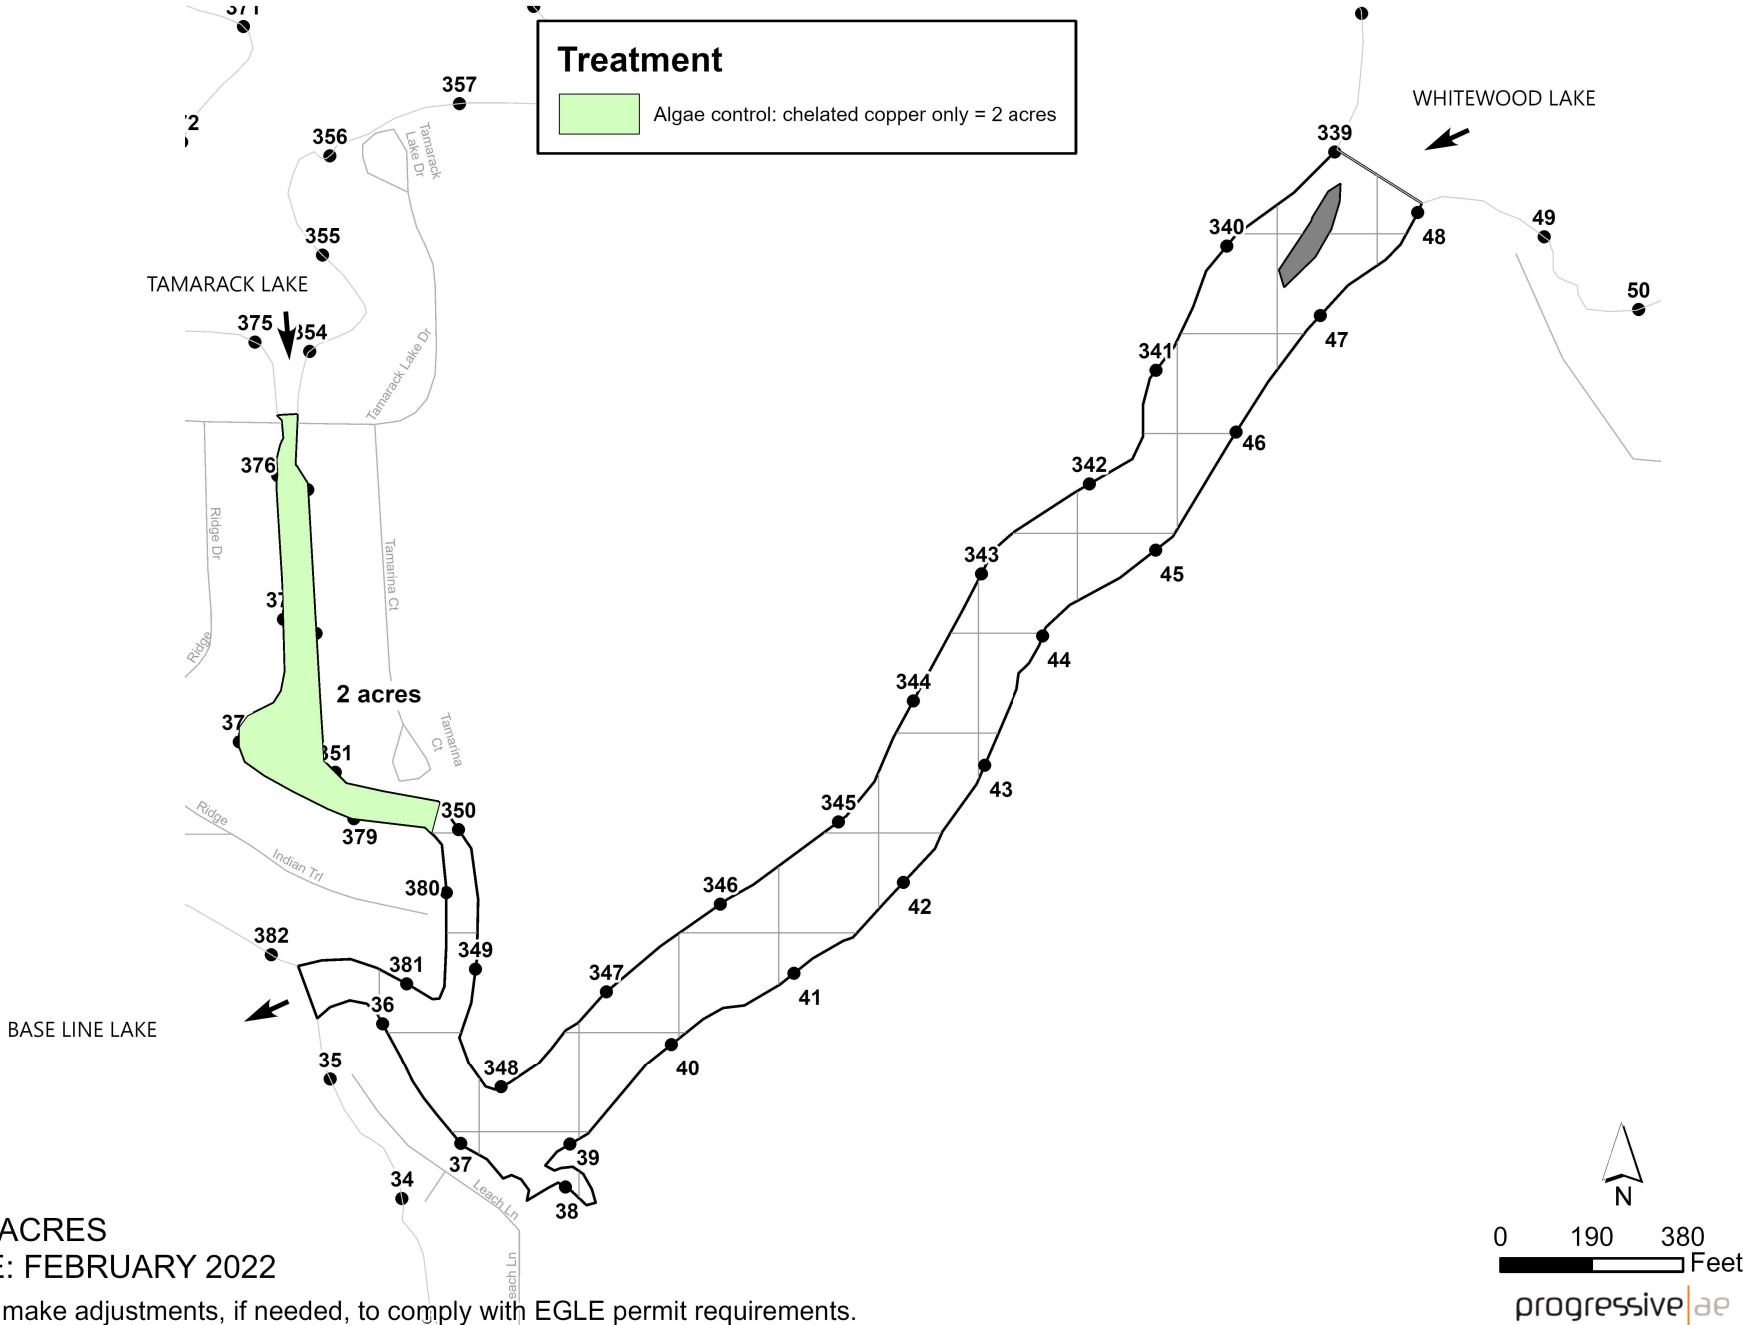 Treatment
Algae control: chelated copper only = 2 acres
WHITEWOOD LAKE
TAMARACK LAKE
BASE LINE LAKE
371
357
356
355
375
354
376
351
350
379
380
349
382
381
36
35
34
37
38
39
348
347
346
345
344
343
342
341
340
339
48
49
50
47
46
45
44
43
42
41
40
2 acres
Tamarack
Lake Dr
Tamarack Lake Dr
Ridge Dr
Ridge
Tamarina Ct
Tamarina
Ct
Ridge
Indian Trl
Leach Ln
N
0 190 380
Feet
ACRES
: FEBRUARY 2022
make adjustments, if needed, to comply with EGLE permit requirements.
progressive ae